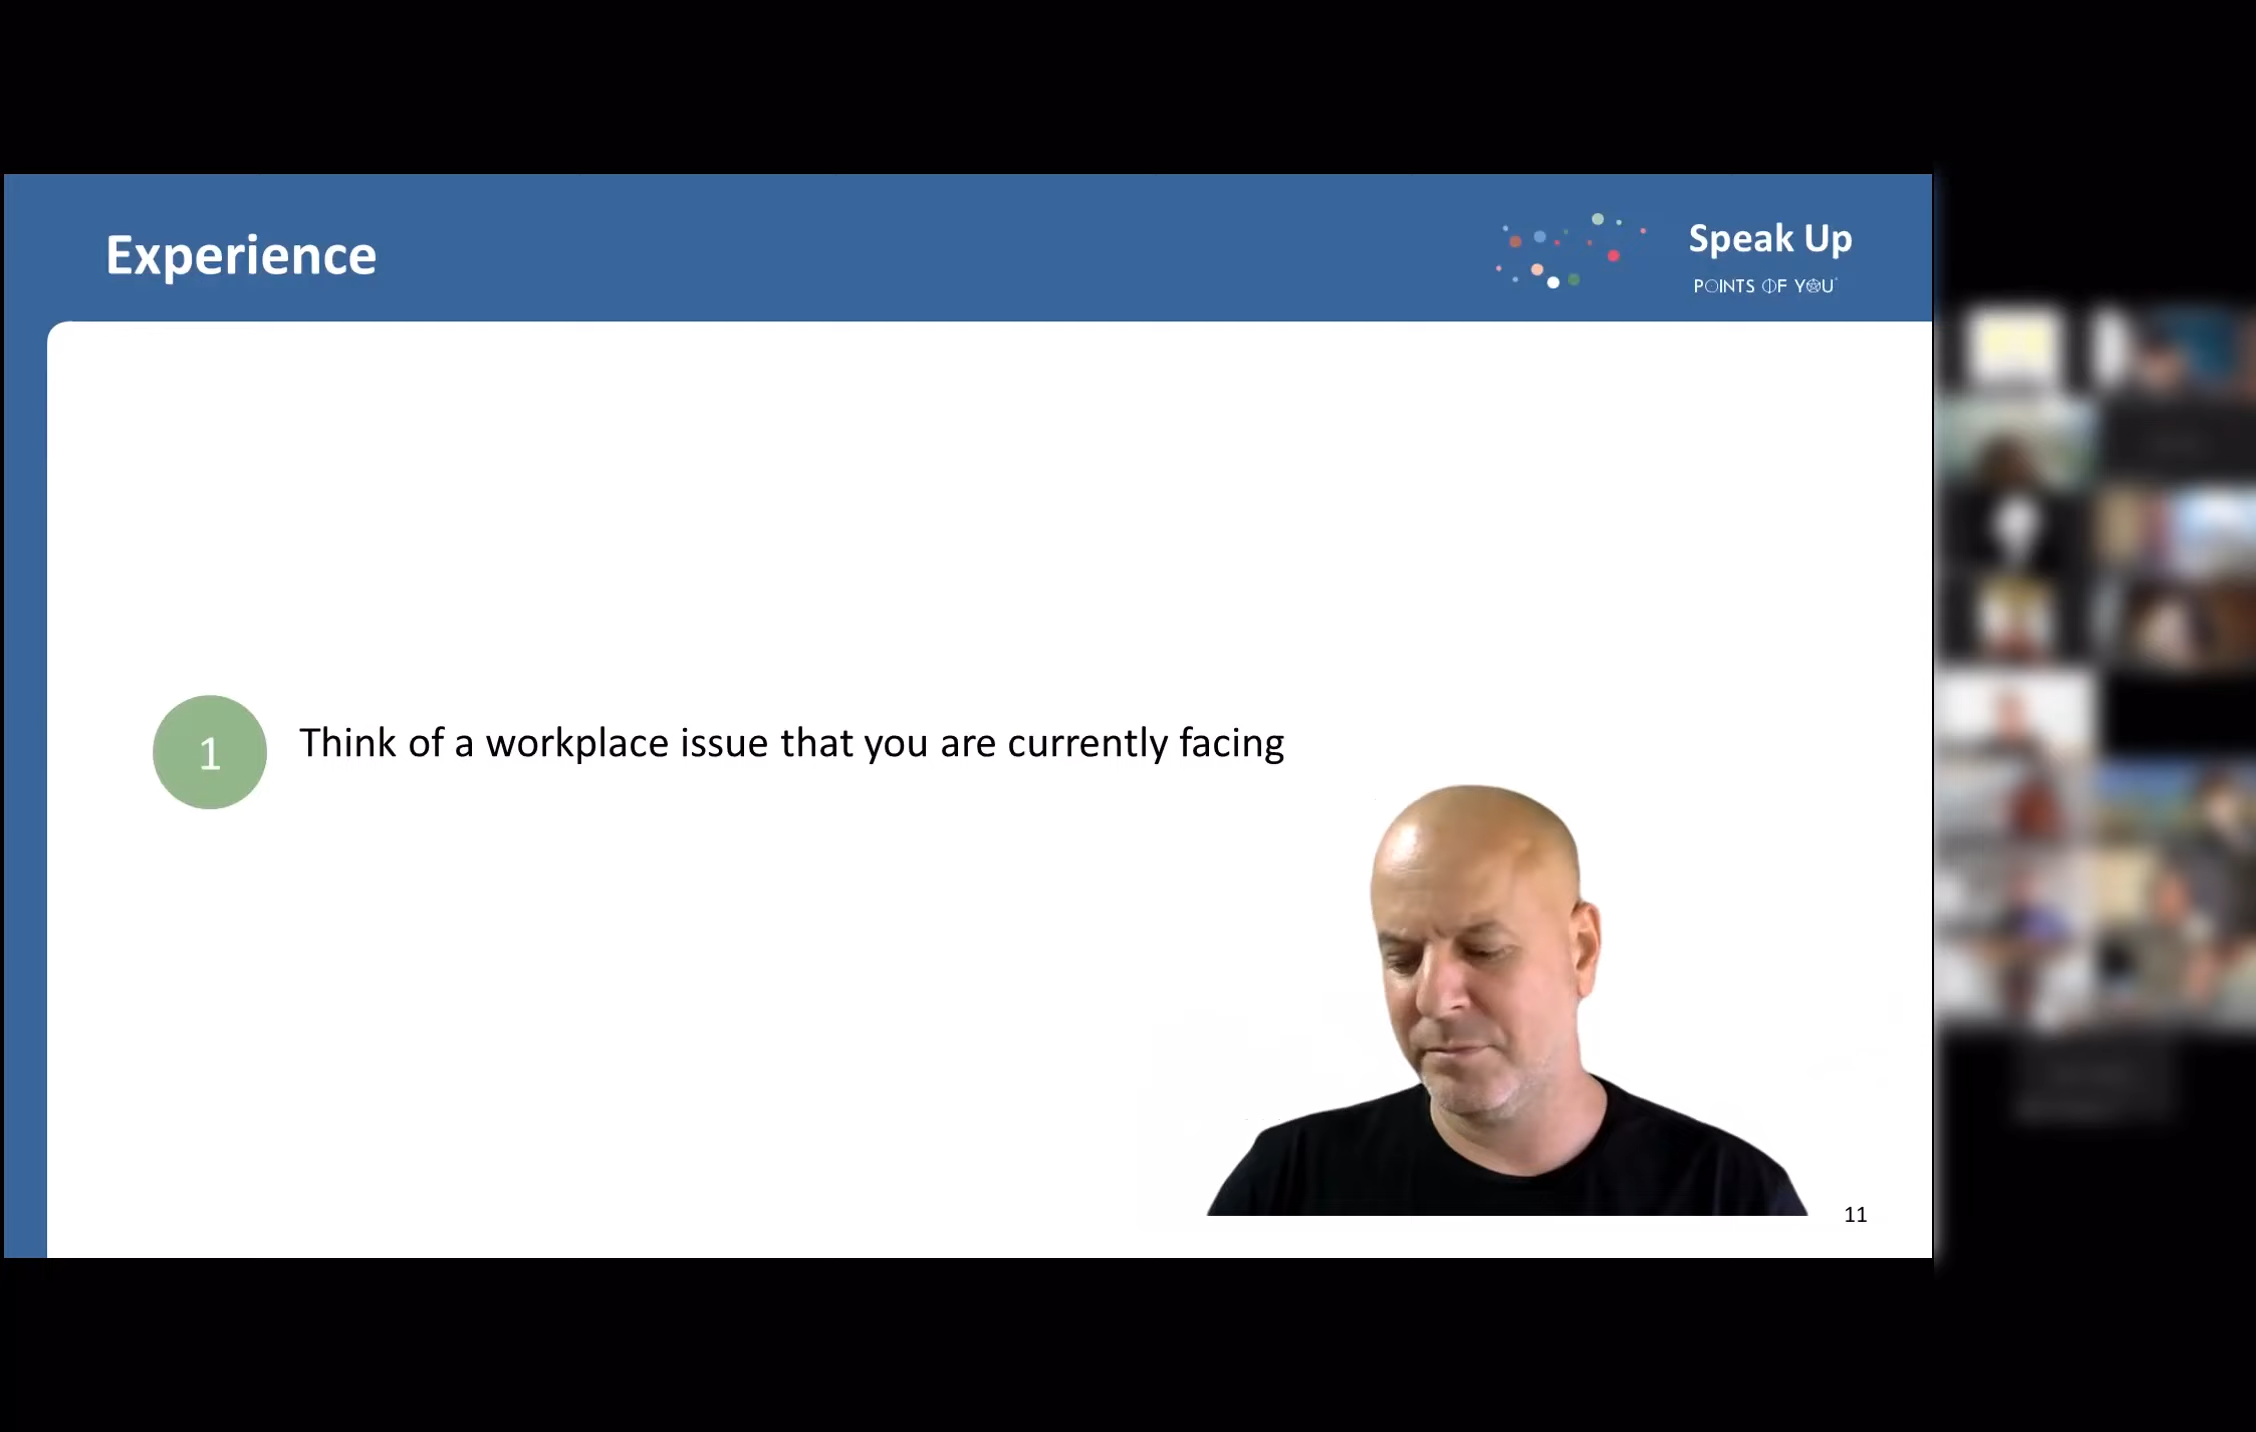 Experience
Speak Up
POINTS OF YOU
1
Think of a workplace issue that you are currently facing
11